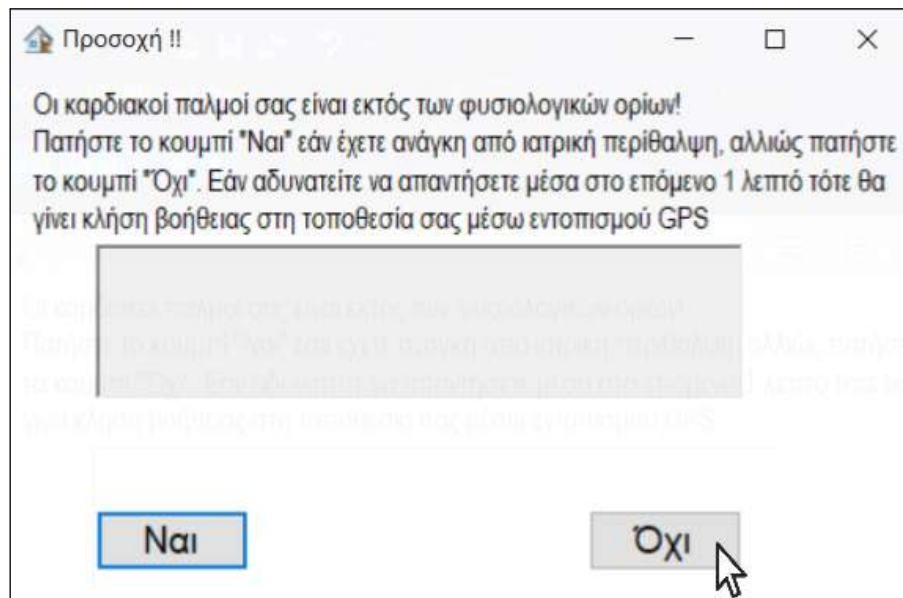 Προσοχή !!
Οι καρδιακοί παλμοί σας είναι εκτός των φυσιολογικών ορίων!
Πατήστε το κουμπί "Ναι" εάν έχετε ανάγκη από ιατρική περίθαλψη, αλλιώς πατήστε
το κουμπί "Όχι". Εάν αδυνατείτε να απαντήσετε μέσα στο επόμενο 1 λεπτό τότε θα
γίνει κλήση βοήθειας στη τοποθεσία σας μέσω εντοπισμού GPS
Ναι
Όχι